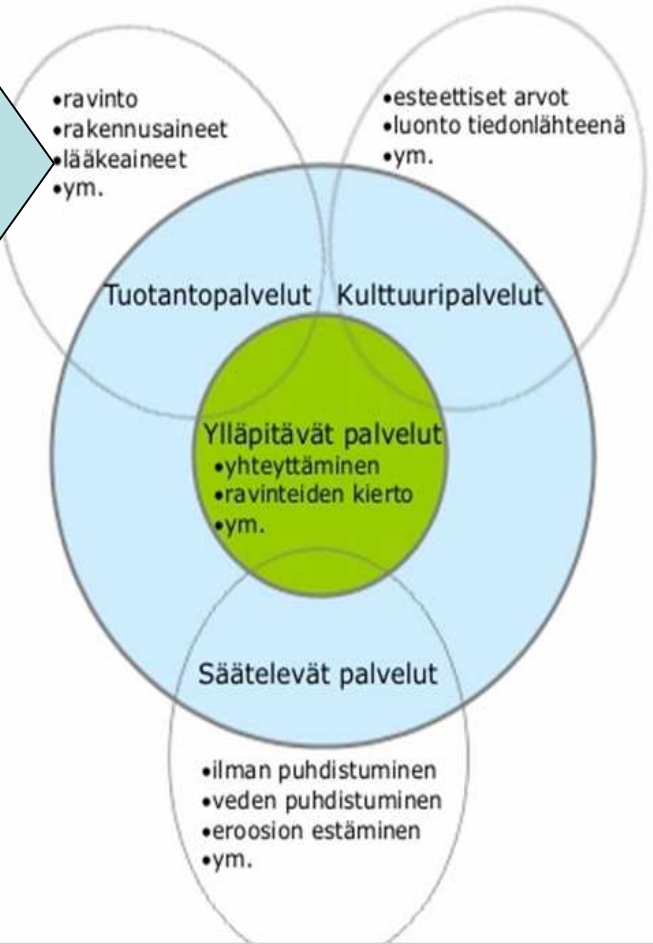 •ravinto
•rakennusaineet
•lääkeaineet
•ym.
•esteettiset arvot
•luonto tiedonlähteenä
•ym.
Tuotantopalvelut
Kulttuuripalvelut
Ylläpitävät palvelut
•yhteyttäminen
•ravinteiden kierto
•ym.
Säätelevät palvelut
•ilman puhdistuminen
•veden puhdistuminen
•eroosion estäminen
•ym.